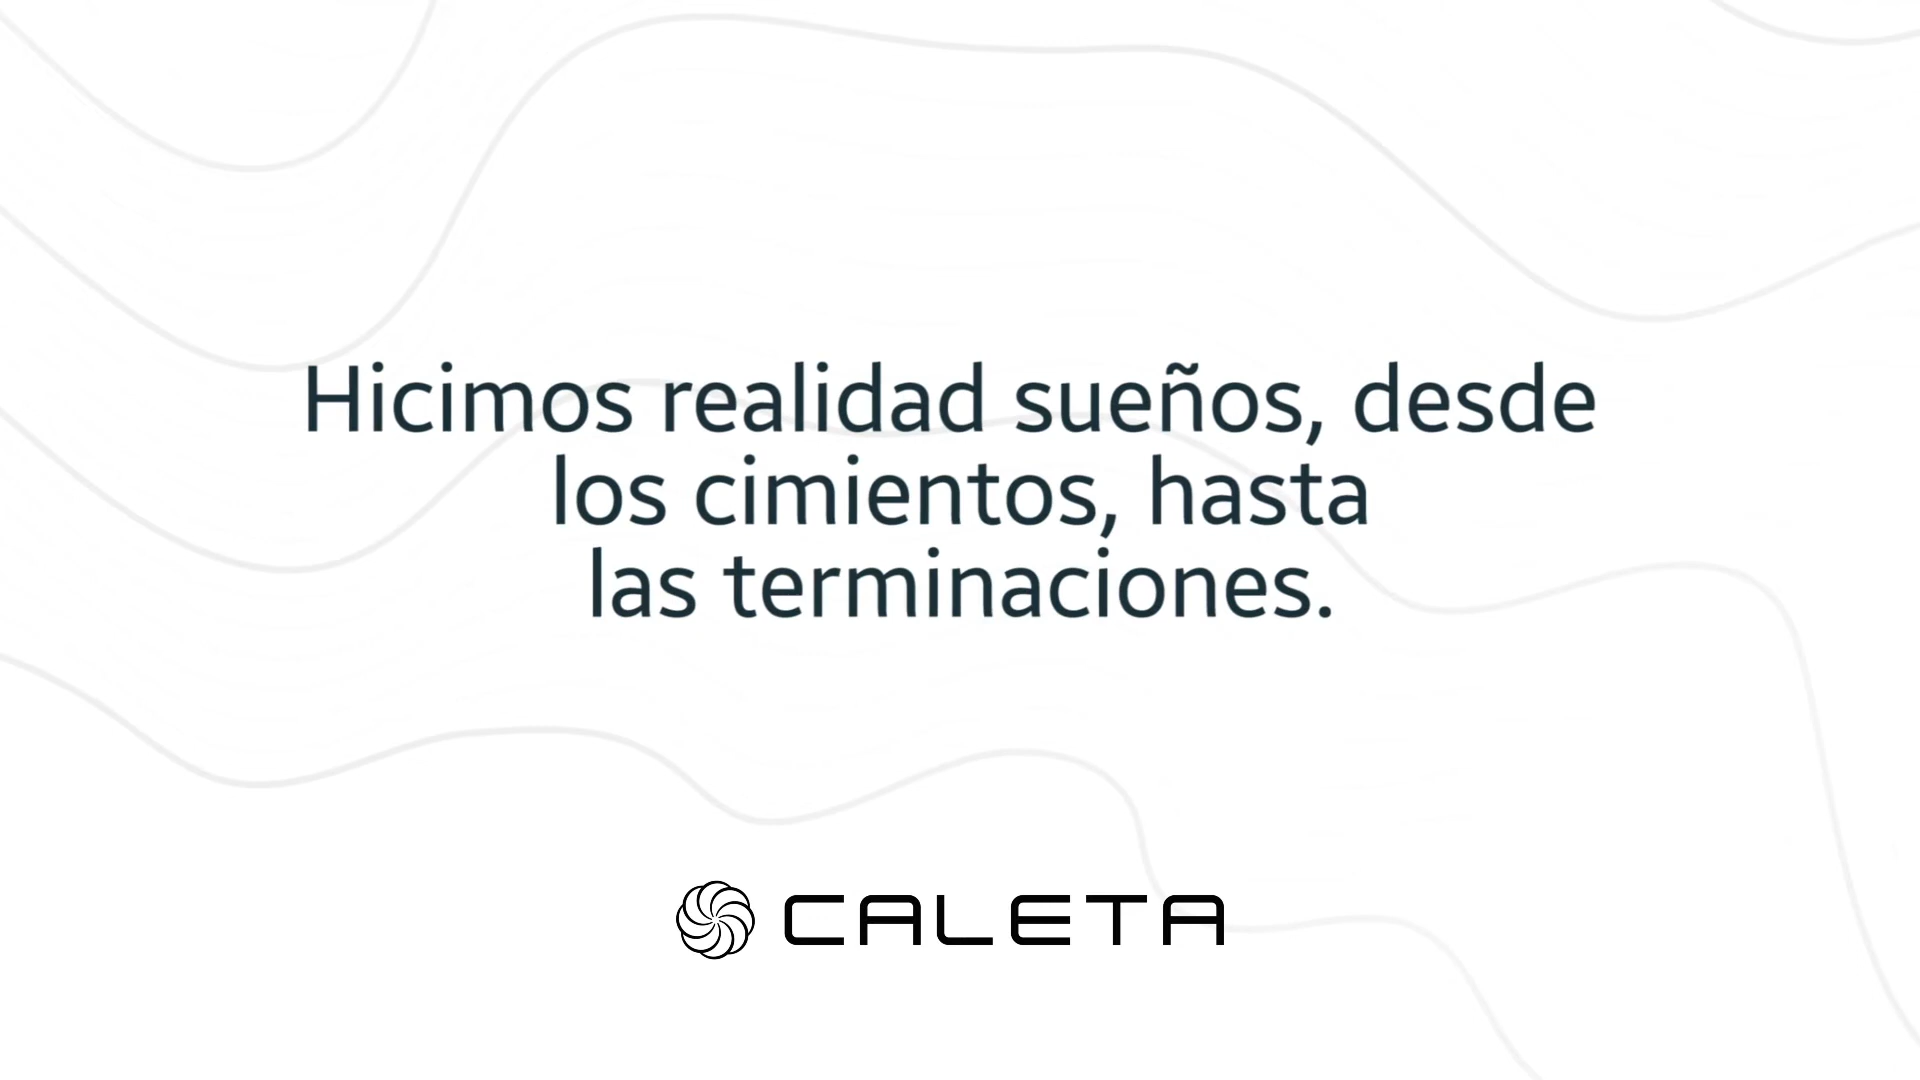 Hicimos realidad sueños, desde
los cimientos, hasta
las terminaciones.
CALETA